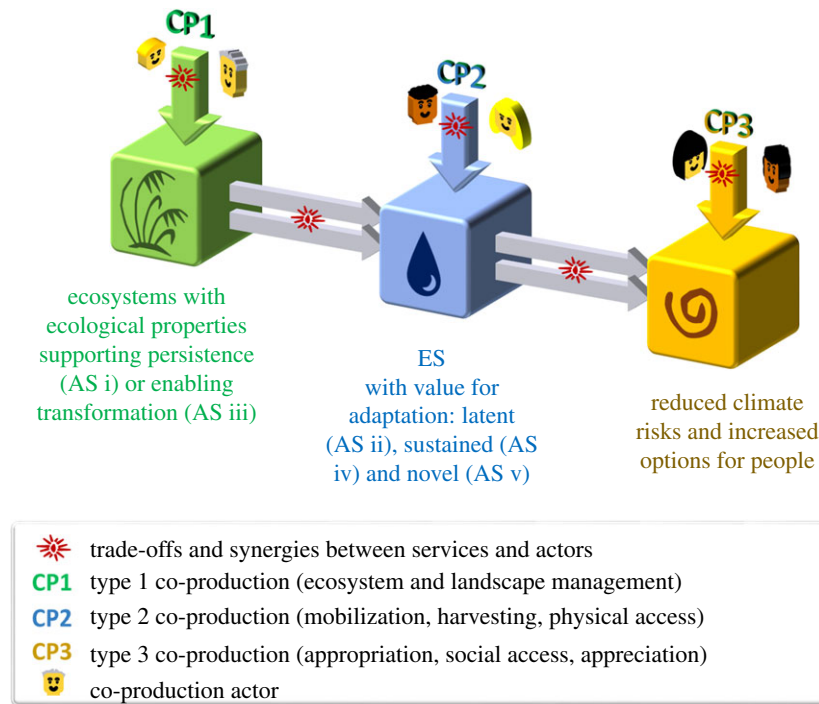 CP1
CP2
CP3
ecosystems with
ecological properties
supporting persistence
(AS i) or enabling
transformation (AS iii)
ES
with value for
adaptation: latent
(AS ii), sustained (AS
iv) and novel (AS v)
reduced climate
risks and increased
options for people
trade-offs and synergies between services and actors
CP1 type 1 co-production (ecosystem and landscape management)
CP2 type 2 co-production (mobilization, harvesting, physical access)
CP3 type 3 co-production (appropriation, social access, appreciation)
co-production actor